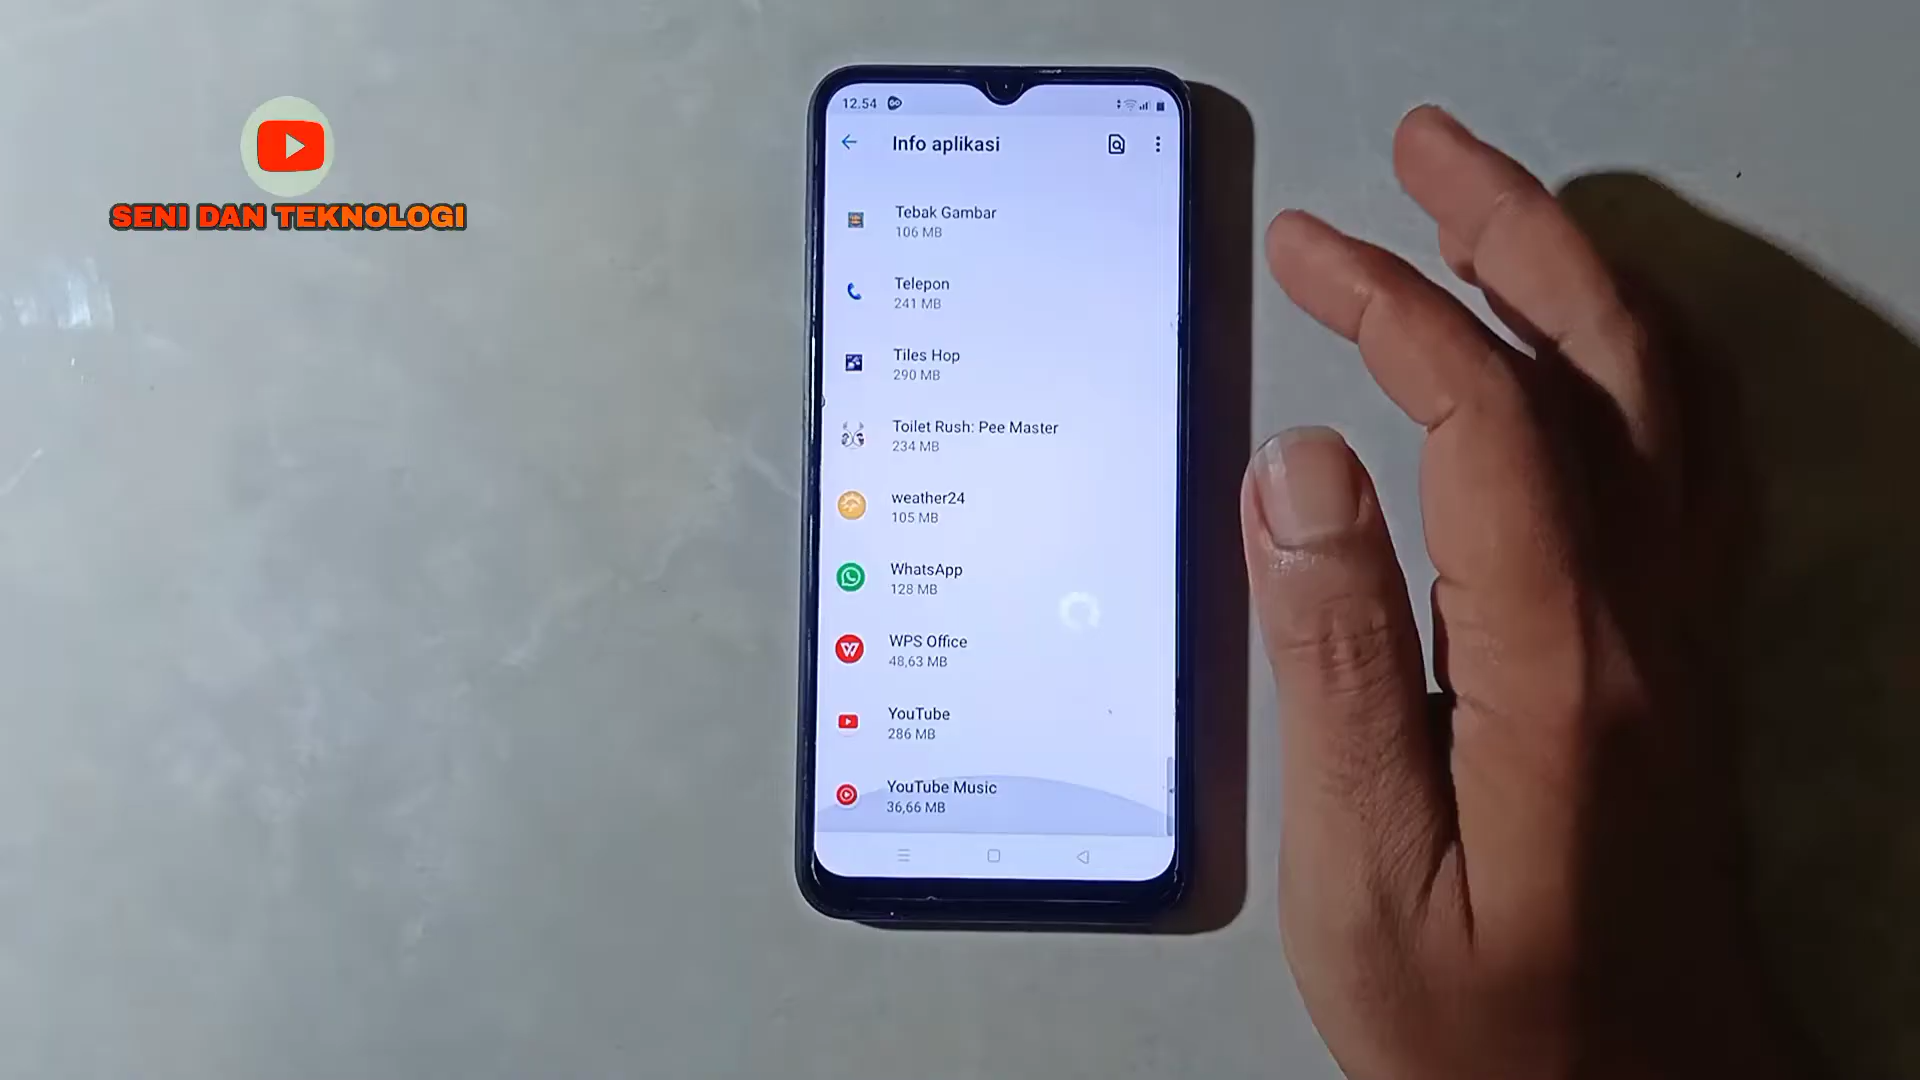 SENI DAN TEKNOLOGI
12.54
Info aplikasi
Tebak Gambar
106 MB
Telepon
241 MB
Tiles Hop
290 MB
Toilet Rush: Pee Master
234 MB
weather24
105 MB
WhatsApp
128 MB
WPS Office
48,63 MB
YouTube
286 MB
YouTube Music
36,66 MB